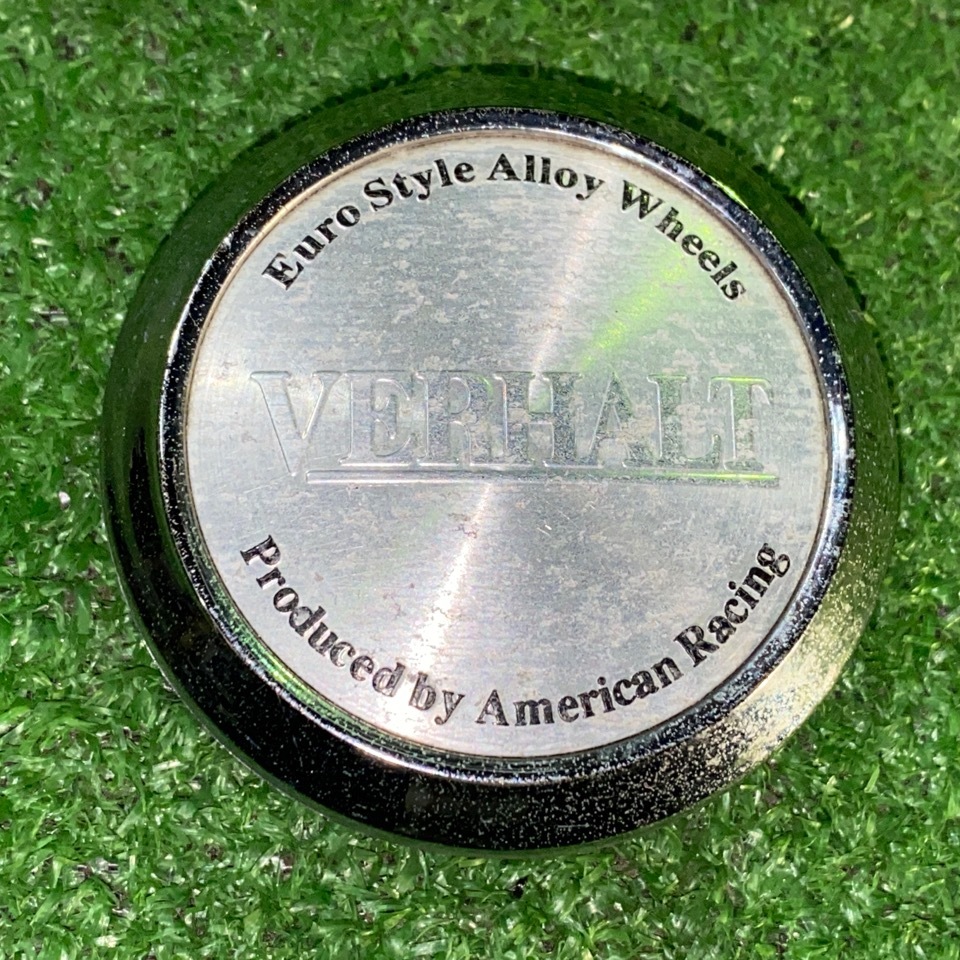 Euro Style Alloy Wheels
VERHALT
Produced by American Racing